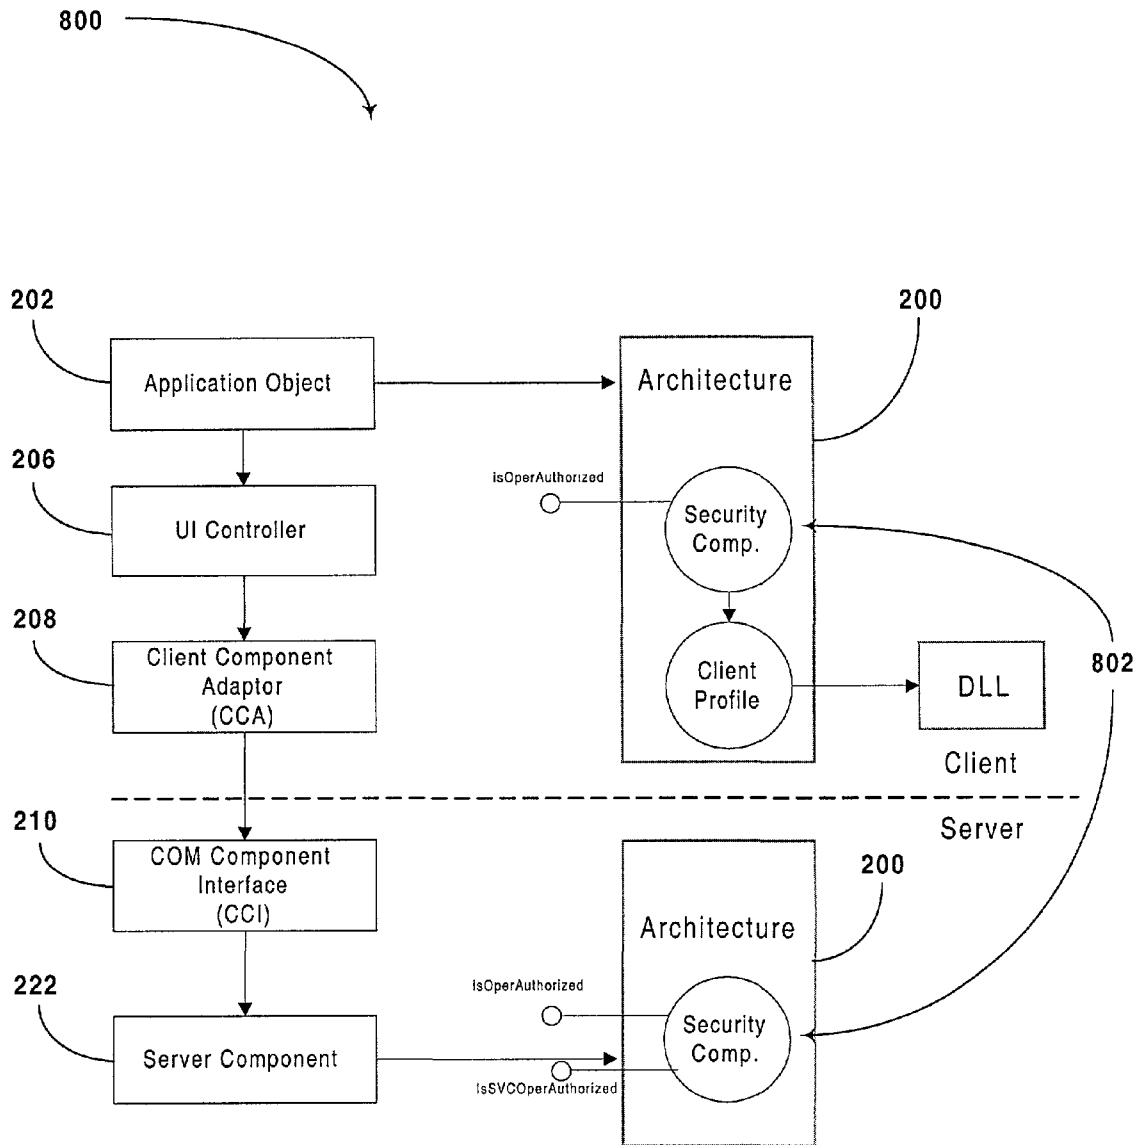 800
202
200
Application Object
Architecture
206
isOperAuthorized
UI Controller
Security
Comp.
208
Client Component
Adaptor
(CCA)
Client
Profile
DLL
802
Client
Server
210
COM Component
Interface
(CCI)
200
Architecture
222
isOperAuthorized
Security
Comp.
Server Component
IsSVCOperAuthorized